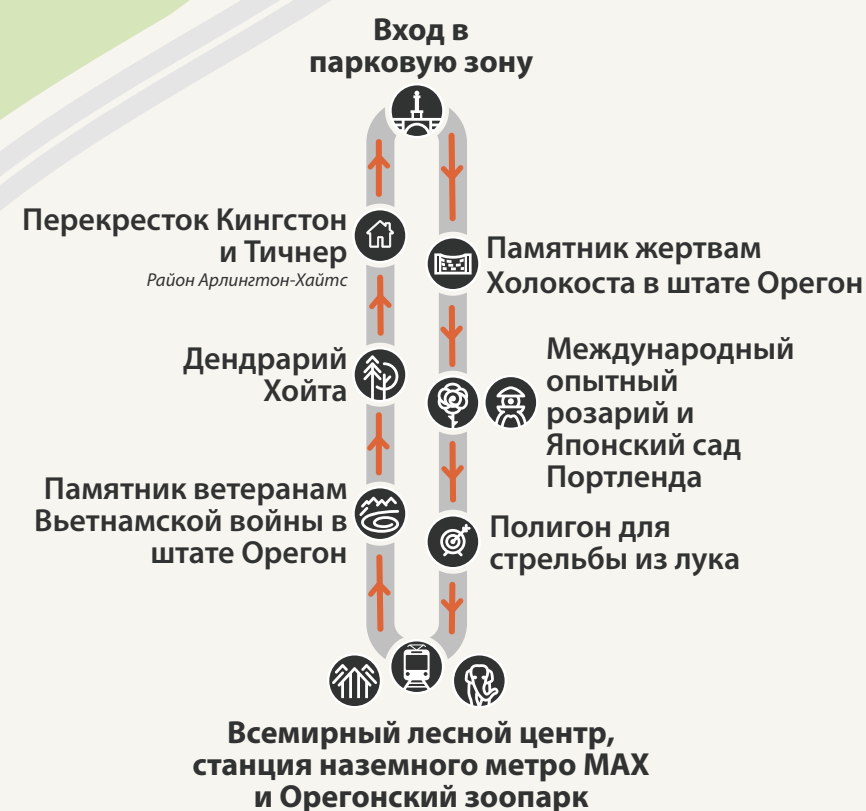 Вход в
парковую зону
Перекресток Кингстон
и Тичнер
Район Арлингтон-Хайтс
Памятник жертвам
Холокоста в штате Орегон
Дендрарий
Хойта
Международный
опытный
розарий и
Японский сад
Портленда
Памятник ветеранам
Вьетнамской войны в
штате Орегон
Полигон для
стрельбы из лука
Всемирный лесной центр,
станция наземного метро MAX
и Орегонский зоопарк